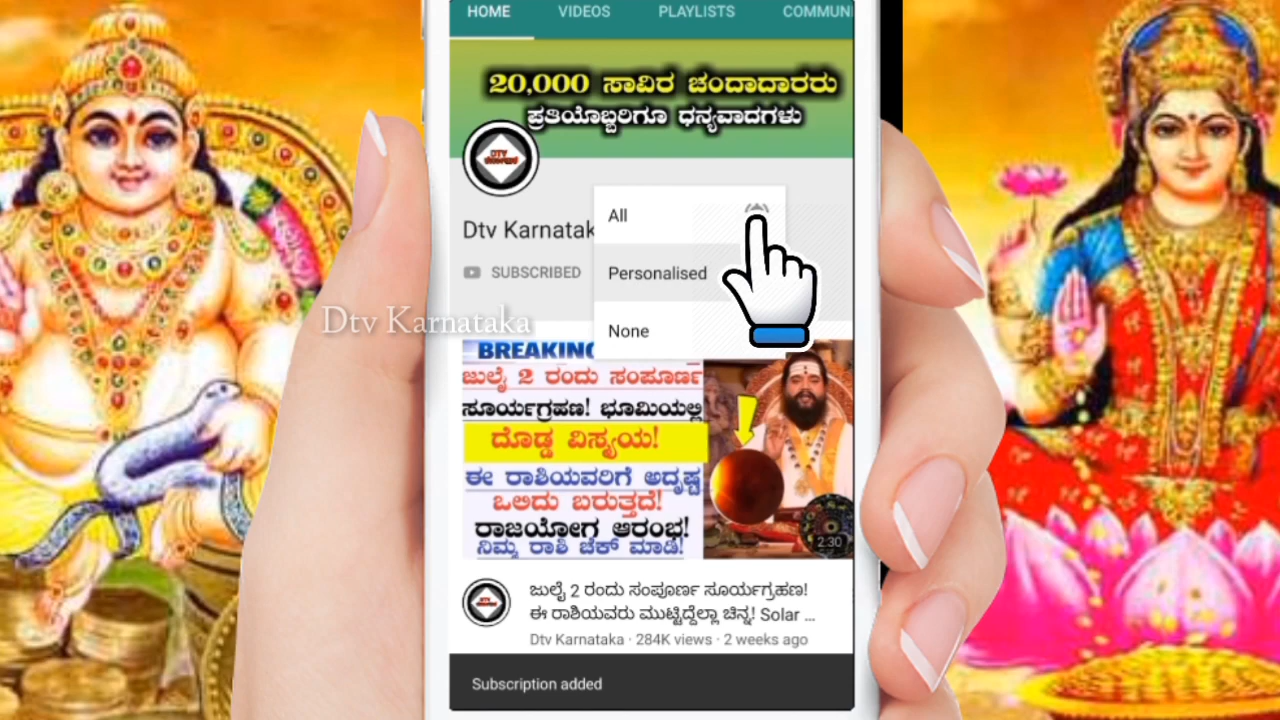 HOME VIDEOS PLAYLISTS COMMUN
20,000 ಸಾವಿರ ಚಂದಾದಾರರು
ಪ್ರತಿಯೊಬ್ಬರಿಗೂ ಧನ್ಯವಾದಗಳು
DTV
All
Dtv Karnatak
SUBSCRIBED
Personalised
Dtv Karnataka
None
BREAKING
ಜುಲೈ 2 ರಂದು ಸಂಪೂರ್ಣ
ಸೂರ್ಯಗ್ರಹಣ! ಭೂಮಿಯಲ್ಲಿ
ದೊಡ್ಡ ವಿಸ್ಮಯ!
ಈ ರಾಶಿಯವರಿಗೆ ಅದೃಷ್ಟ
ಒಲಿದು ಬರುತ್ತದೆ!
ರಾಜಯೋಗ ಆರಂಭ!
ನಿಮ್ಮ ರಾಶಿ ಚೆಕ್ ಮಾಡಿ!
2:30
ಜುಲೈ 2 ರಂದು ಸಂಪೂರ್ಣ ಸೂರ್ಯಗ್ರಹಣ!
ಈ ರಾಶಿಯವರು ಮುಟ್ಟಿದ್ದೆಲ್ಲಾ ಚಿನ್ನ! Solar ...
Dtv Karnataka · 284K views · 2 weeks ago
Subscription added